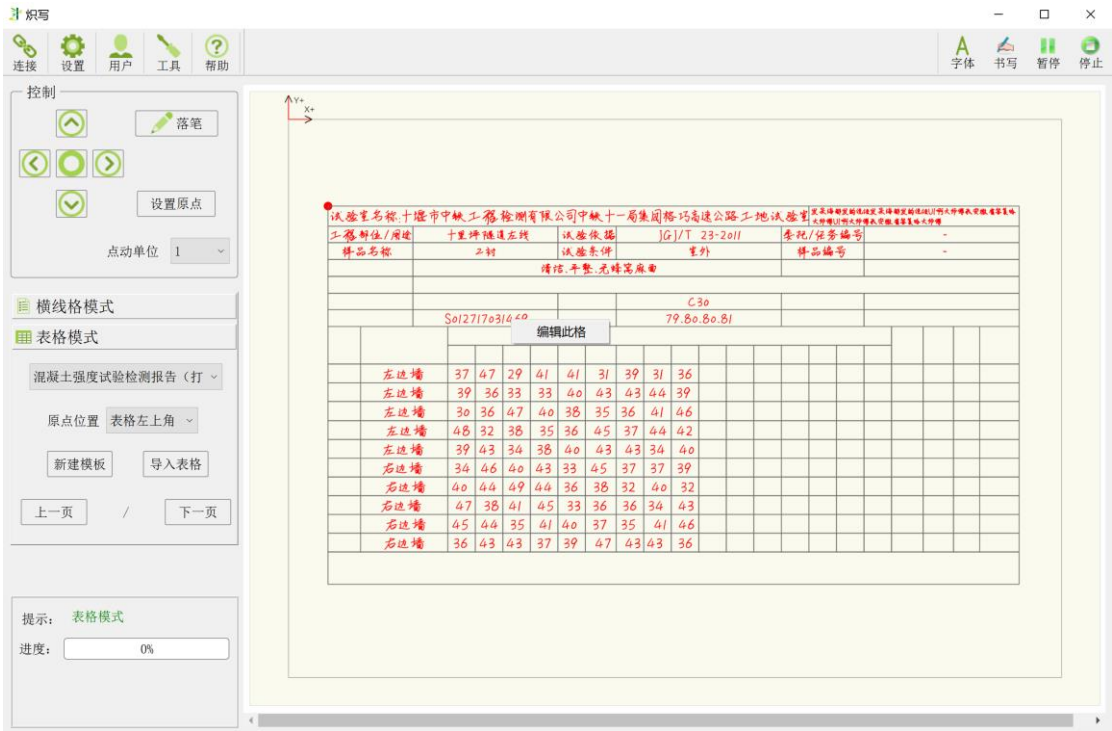 炽写
连接 设置 用户 工具 帮助 字体 书写 暂停 停止
控制
落笔
设置原点
点动单位 1
横线格模式
表格模式
混凝土强度试验检测报告（打
原点位置 表格左上角
新建模板 导入表格
上一页 / 下一页
提示： 表格模式
进度： 0%
Y+
X+
试验室名称:十堰市中铁工程检测有限公司中铁十一局集团格巧高速公路工地试验室
工程部位/用途 十里坪隧道左线 试验依据 JGJ/T 23-2011 委托/任务编号 -
样品名称 二衬 试验条件 室外 样品编号 -
清洁.平整.无蜂窝麻面
C30
79.80.80.81
编辑此格
左边墙 37 47 29 41 41 31 39 31 36
左边墙 39 36 33 33 40 43 43 44 39
左边墙 30 36 47 40 38 35 36 41 46
左边墙 48 32 38 35 36 45 37 44 42
左边墙 39 43 34 38 40 43 43 34 40
右边墙 34 46 40 43 33 45 37 37 39
右边墙 40 44 49 44 36 38 32 40 32
右边墙 47 38 41 45 33 36 36 34 43
右边墙 45 44 35 41 40 37 35 41 46
右边墙 36 43 43 37 39 47 43 43 36